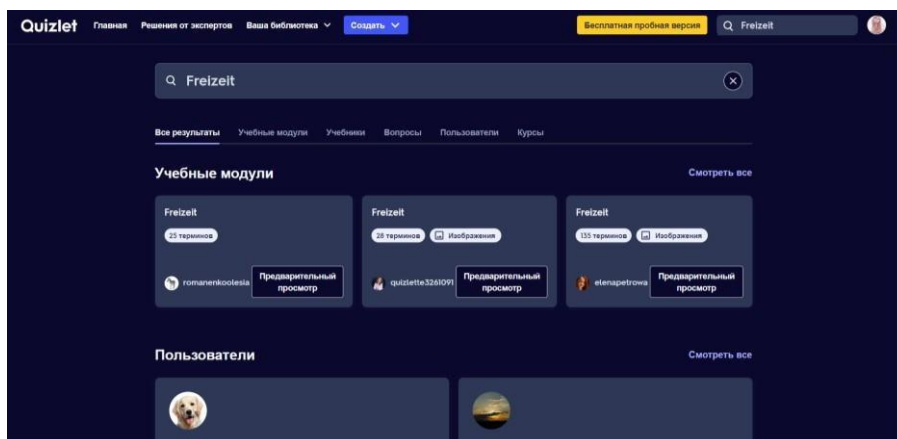 Quizlet Главная Решения от экспертов Ваша библиотека Создать Бесплатная пробная версия Freizeit
Freizeit
Все результаты Учебные модули Учебники Вопросы Пользователи Курсы
Учебные модули Смотреть все
Freizeit
25 терминов
romanenkoolesia
Предварительный
просмотр
Freizeit
28 терминов Изображения
quizlette3261091
Предварительный
просмотр
Freizeit
135 терминов Изображения
elenapetrowa
Предварительный
просмотр
Пользователи Смотреть все